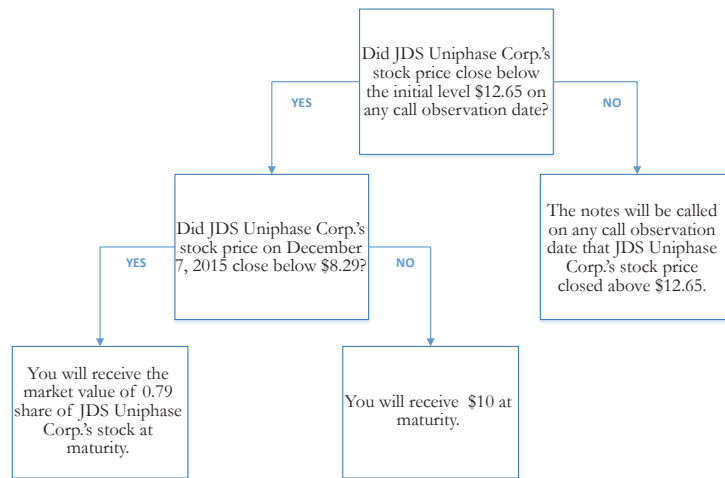 Did JDS Uniphase Corp.'s
stock price close below
the initial level $12.65 on
any call observation date?
YES
NO
Did JDS Uniphase Corp.'s
stock price on December
7, 2015 close below $8.29?
The notes will be called
on any call observation
date that JDS Uniphase
Corp.'s stock price
closed above $12.65.
YES
NO
You will receive the
market value of 0.79
share of JDS Uniphase
Corp.'s stock at
maturity.
You will receive $10 at
maturity.